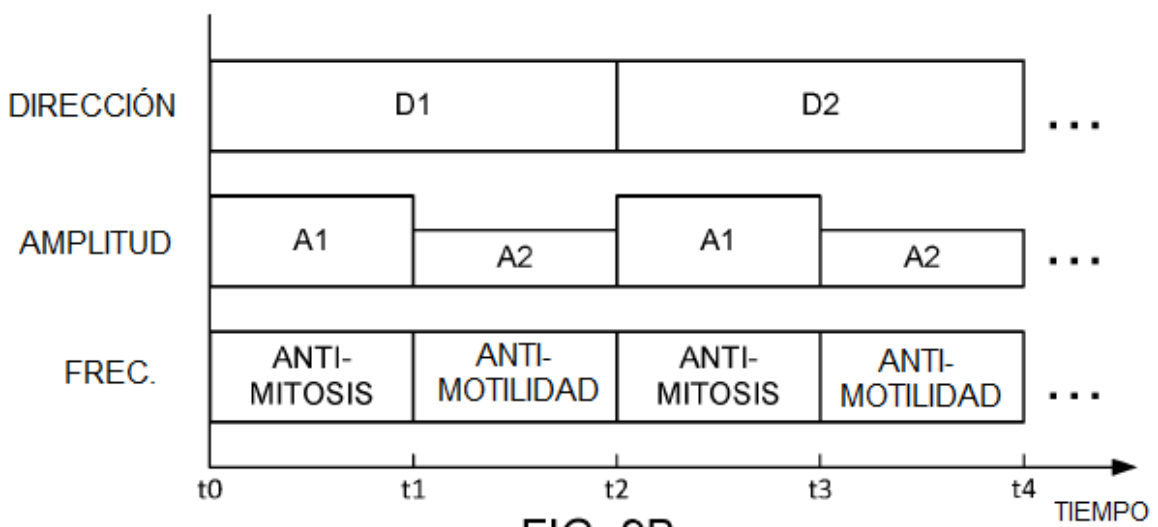 DIRECCIÓN
D1
D2
...
AMPLITUD
A1
A2
A1
A2
...
FREC.
ANTI-
MITOSIS
ANTI-
MOTILIDAD
ANTI-
MITOSIS
ANTI-
MOTILIDAD
...
t0
t1
t2
t3
t4
TIEMPO